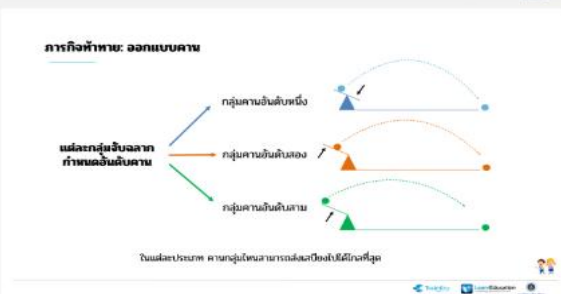 ภารกิจท้าทาย: ออกแบบคาน
กลุ่มคานอันดับหนึ่ง
แต่ละกลุ่มจับฉลาก
กำหนดอันดับคาน
กลุ่มคานอันดับสอง
กลุ่มคานอันดับสาม
ในแต่ละประเภท คานกลุ่มไหนสามารถส่งเสบียงไปได้ไกลที่สุด
LearnEducation